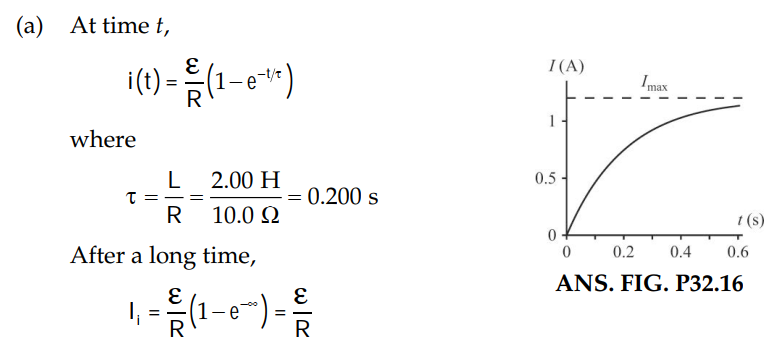 (a) At time t,
i(t) = ε/R (1 − e^(−t/τ))
where
τ = L/R = 2.00 H/10.0 Ω = 0.200 s
After a long time,
I_i = ε/R (1 − e^(−∞)) = ε/R
I (A)
I_max
1
0.5
0
t (s)
0 0.2 0.4 0.6
ANS. FIG. P32.16